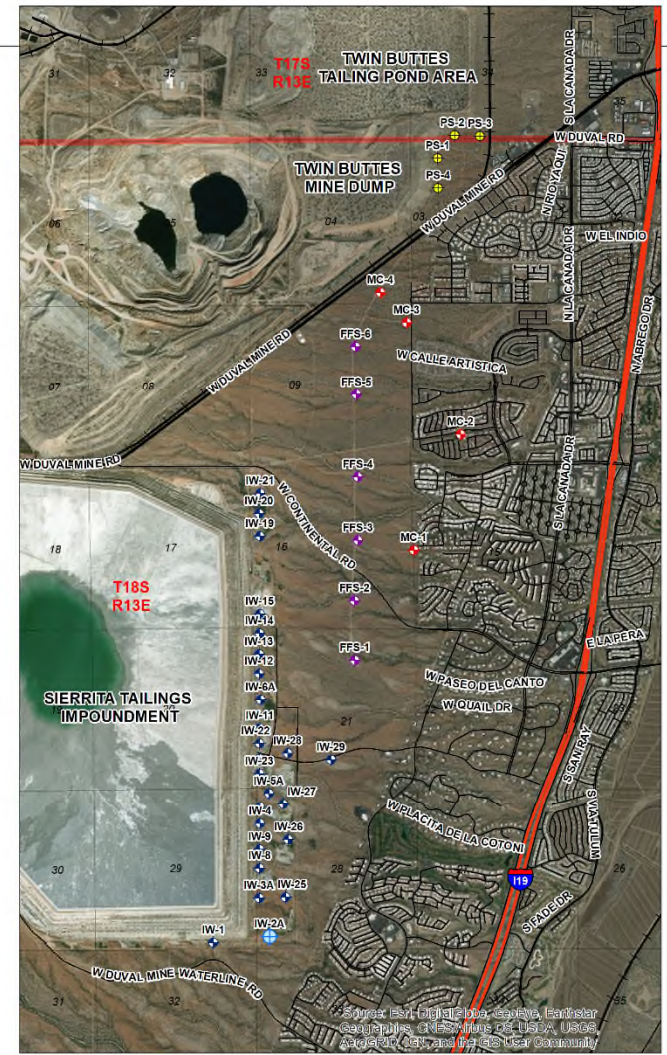 31
32
33
34
35
1
T17S
R13E
TWIN BUTTES
TAILING POND AREA
S LA CANADA DR
PS-2
PS-3
W DUVAL RD
PS-1
TWIN BUTTES
MINE DUMP
PS-4
N RIO YAQUI
06
05
04
03
W DUVAL MINE RD
W EL INDIO
N LA CANADA DR
MC-4
MC-3
N ABREGO DR
FFS-6
W DUVAL MINE RD
W CALLE ARTISTICA
07
08
09
FFS-5
MC-2
W DUVAL MINE RD
FFS-4
S LA CANADA DR
IW-21
IW-20
IW-19
W CONTINENTAL RD
FFS-3
MC-1
18
17
16
T18S
R13E
FFS-2
IW-15
IW-14
IW-13
IW-12
E LA PERA
FFS-1
W PASEO DEL CANTO
IW-6A
SIERRITA TAILINGS
IMPOUNDMENT
W QUAIL DR
IW-11
21
IW-22
IW-28
IW-29
S SAN RAY
IW-23
IW-5A
IW-27
S VIA TULUM
IW-4
W PLACITA DE LA COTONI
IW-9
IW-26
IW-8
30
29
28
26
I19
IW-3A
IW-25
S FADE DR
IW-1
IW-2A
W DUVAL MINE WATERLINE RD
31
32
33
35
Source: Esri, DigitalGlobe, GeoEye, Earthstar
Geographics, CNES/Airbus DS, USDA, USGS,
AeroGRID, IGN, and the GIS User Community